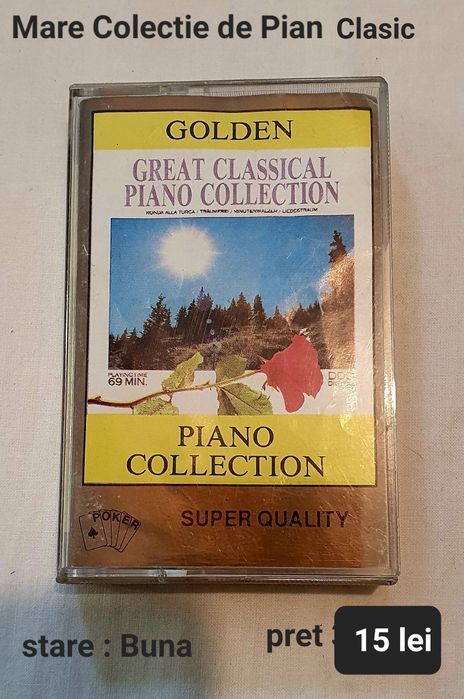 Mare Colectie de Pian Clasic
GOLDEN
GREAT CLASSICAL
PIANO COLLECTION
RONDA ALLA TURCA / TRÄUMEREI / MINUTENWALZER / LIEBESTRAUM
PLAYING TIME
69 MIN.
PIANO
COLLECTION
POKER
SUPER QUALITY
stare : Buna
pret
15 lei